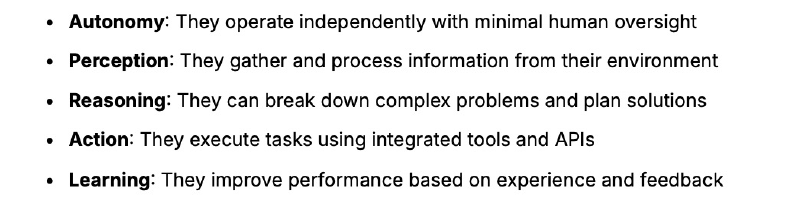 • Autonomy: They operate independently with minimal human oversight
• Perception: They gather and process information from their environment
• Reasoning: They can break down complex problems and plan solutions
• Action: They execute tasks using integrated tools and APIs
• Learning: They improve performance based on experience and feedback